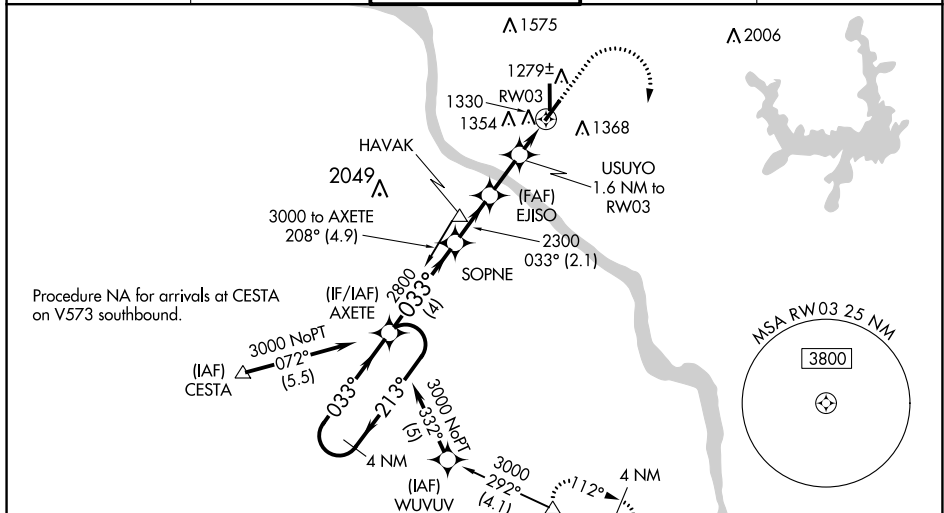 1575
2006
1279±
RW03
1330
1354
1368
HAVAK
USUYO
1.6 NM to
RW03
2049
(FAF)
EJISO
3000 to AXETE
208° (4.9)
2300
033° (2.1)
SOPNE
Procedure NA for arrivals at CESTA
on V573 southbound.
(IF/IAF)
AXETE
2800
033°
(4)
MSA RW03 25 NM
3800
3000 NoPT
072°
(5.5)
(IAF)
CESTA
033°
213°
3000 NoPT
332°
(5)
4 NM
(IAF)
WUVUV
3000
292°
(4.1)
112°
4 NM